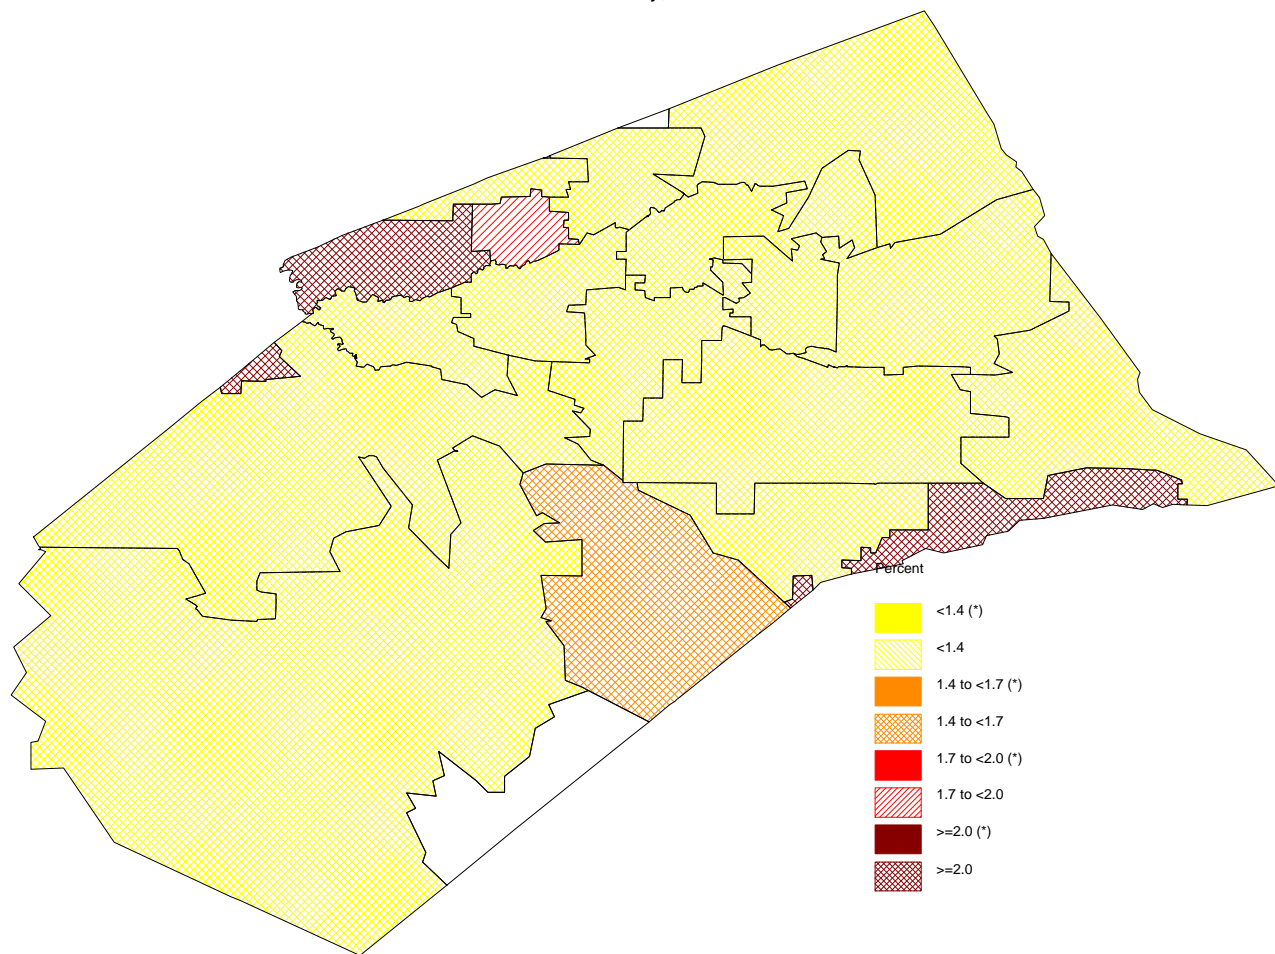 Percent
<1.4 (*)
<1.4
1.4 to <1.7 (*)
1.4 to <1.7
1.7 to <2.0 (*)
1.7 to <2.0
>=2.0 (*)
>=2.0